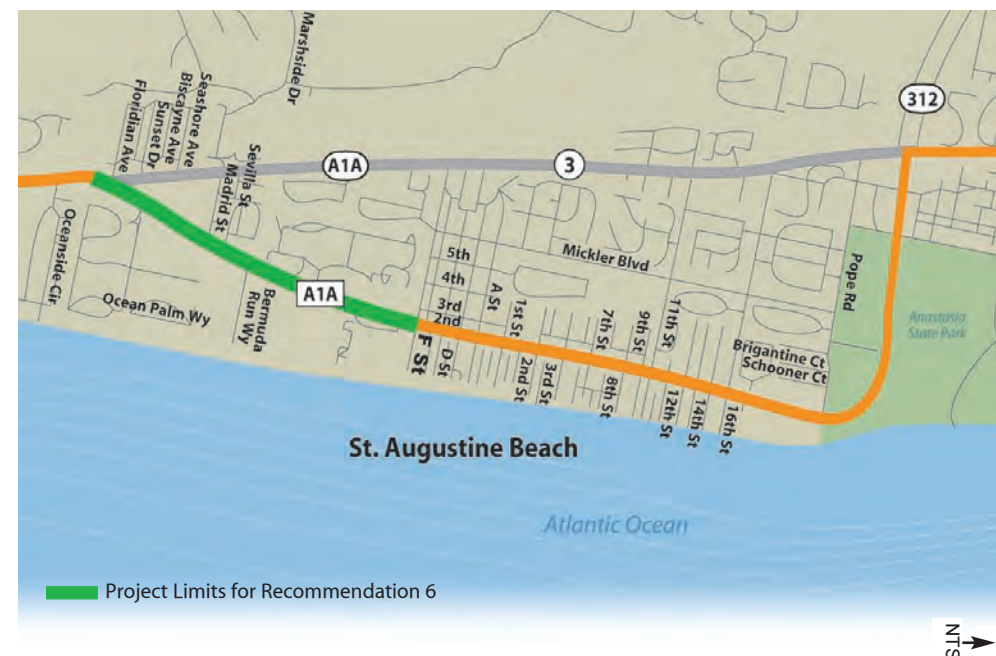 Marshside Dr
Seashore Ave
Biscayne Ave
Sunset Dr
Floridian Ave
312
Sevilla St
Madrid St
A1A
3
Oceanside Cir.
5th
Mickler Blvd
Pope Rd
4th
A St
1st St
A1A
3rd
2nd
7th St
9th St
11th St
Anastasia
State Park
Ocean Palm Wy
Bermuda
Run Wy
F St
D St
2nd St
3rd St
8th St
12th St
14th St
16th St
Brigantine Ct
Schooner Ct
St. Augustine Beach
Atlantic Ocean
Project Limits for Recommendation 6
NTS